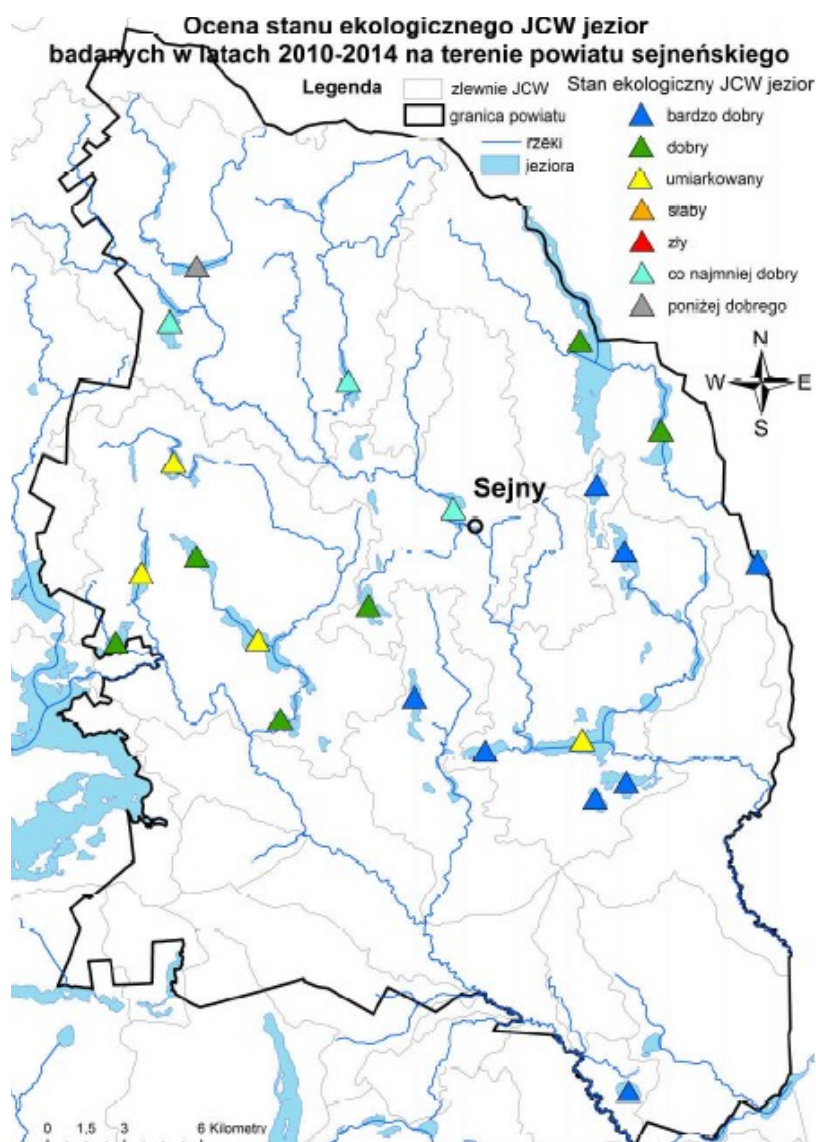 Ocena stanu ekologicznego JCW jezior
badanych w latach 2010-2014 na terenie powiatu sejneńskiego
Legenda
zlewnie JCW
granica powiatu
rzeki
jeziora
Stan ekologiczny JCW jezior
bardzo dobry
dobry
umiarkowany
słaby
zły
co najmniej dobry
poniżej dobrego
N
W E
S
Sejny
0 1.5 3 6 Kilometry